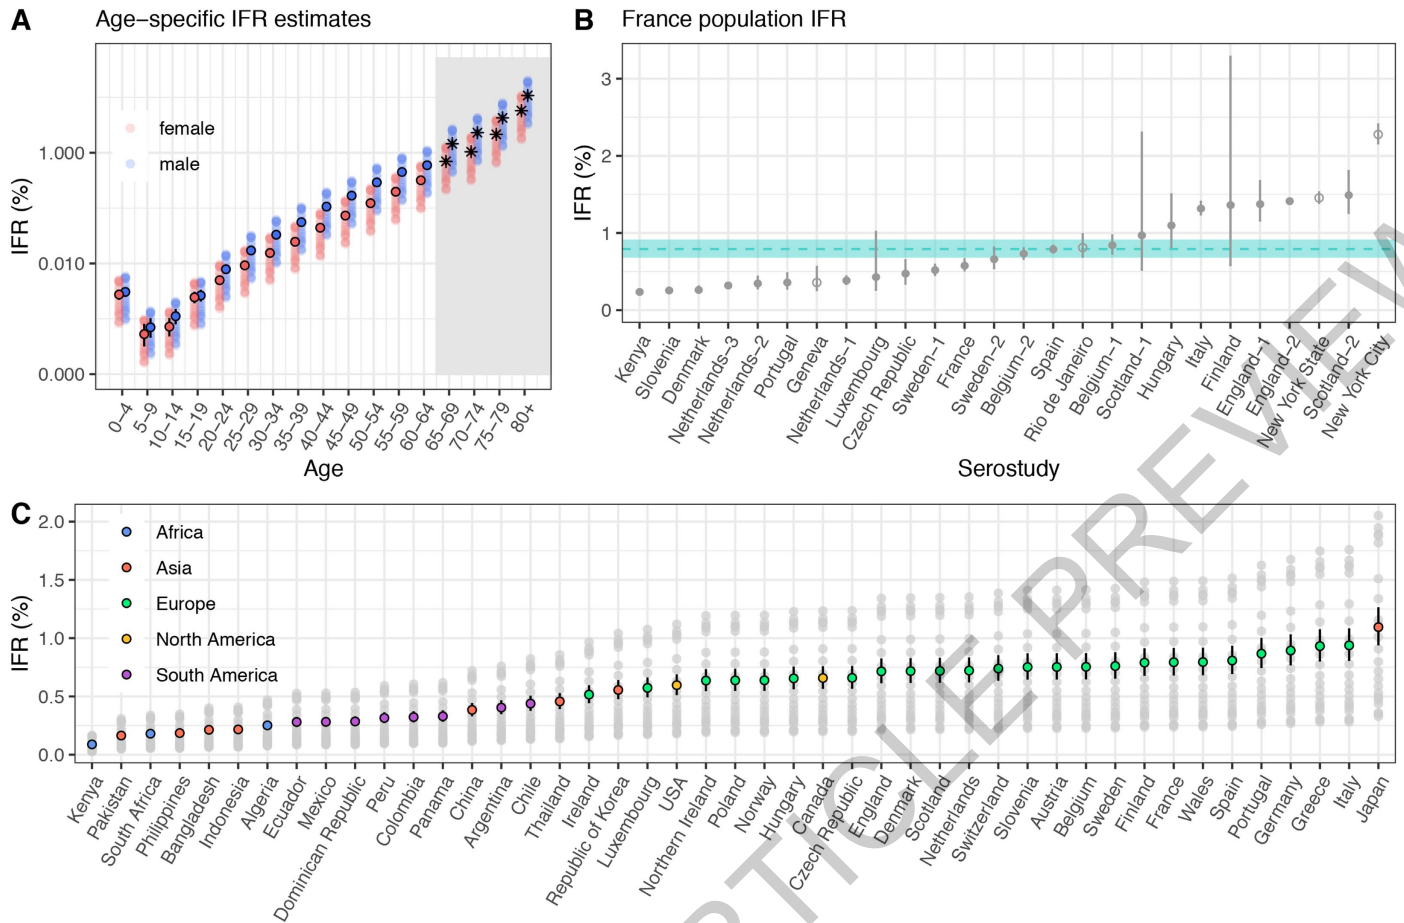 A Age−specific IFR estimates
IFR (%)
1.000
0.010
0.000
female
male
0−4
5−9
10−14
15−19
20−24
25−29
30−34
35−39
40−44
45−49
50−54
55−59
60−64
65−69
70−74
75−79
80+
Age
B France population IFR
IFR (%)
3
2
1
0
Kenya
Slovenia
Denmark
Netherlands−3
Netherlands−2
Portugal
Geneva
Netherlands−1
Luxembourg
Czech Republic
Sweden−1
France
Sweden−2
Belgium−2
Spain
Rio de Janeiro
Belgium−1
Scotland−1
Hungary
Italy
Finland
England−1
England−2
New York State
Scotland−2
New York City
Serostudy
C
IFR (%)
2.0
1.5
1.0
0.5
0.0
Africa
Asia
Europe
North America
South America
Kenya
Pakistan
South Africa
Philippines
Bangladesh
Indonesia
Algeria
Ecuador
Mexico
Dominican Republic
Peru
Colombia
Panama
China
Argentina
Chile
Thailand
Ireland
Republic of Korea
Luxembourg
USA
Northern Ireland
Poland
Norway
Hungary
Canada
Czech Republic
England
Denmark
Scotland
Netherlands
Switzerland
Slovenia
Austria
Belgium
Sweden
Finland
France
Wales
Spain
Portugal
Germany
Greece
Italy
Japan
RTICLE PREVIEW